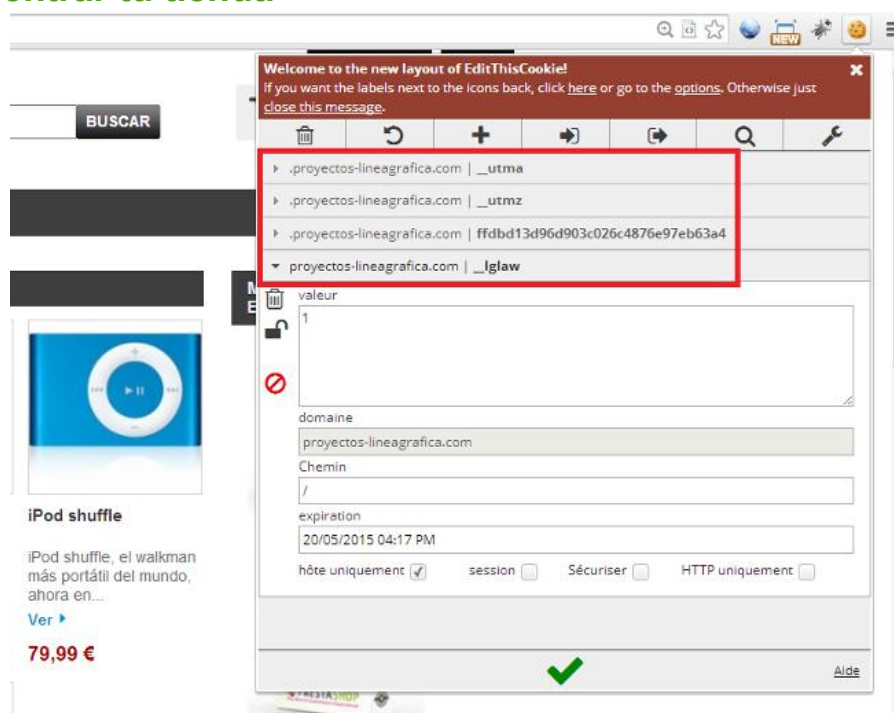 tu tienda
NEW
Welcome to the new layout of EditThisCookie!
If you want the labels next to the icons back, click here or go to the options. Otherwise just
close this message.
BUSCAR
.proyectos-lineagrafica.com | __utma
.proyectos-lineagrafica.com | __utmz
.proyectos-lineagrafica.com | ffdbd13d96d903c026c4876e97eb63a4
proyectos-lineagrafica.com | __lglaw
valeur
1
domaine
proyectos-lineagrafica.com
Chemin
/
expiration
20/05/2015 04:17 PM
hôte uniquement session Sécuriser HTTP uniquement
iPod shuffle
iPod shuffle, el walkman
más portátil del mundo,
ahora en...
Ver
79,99 €
Aide